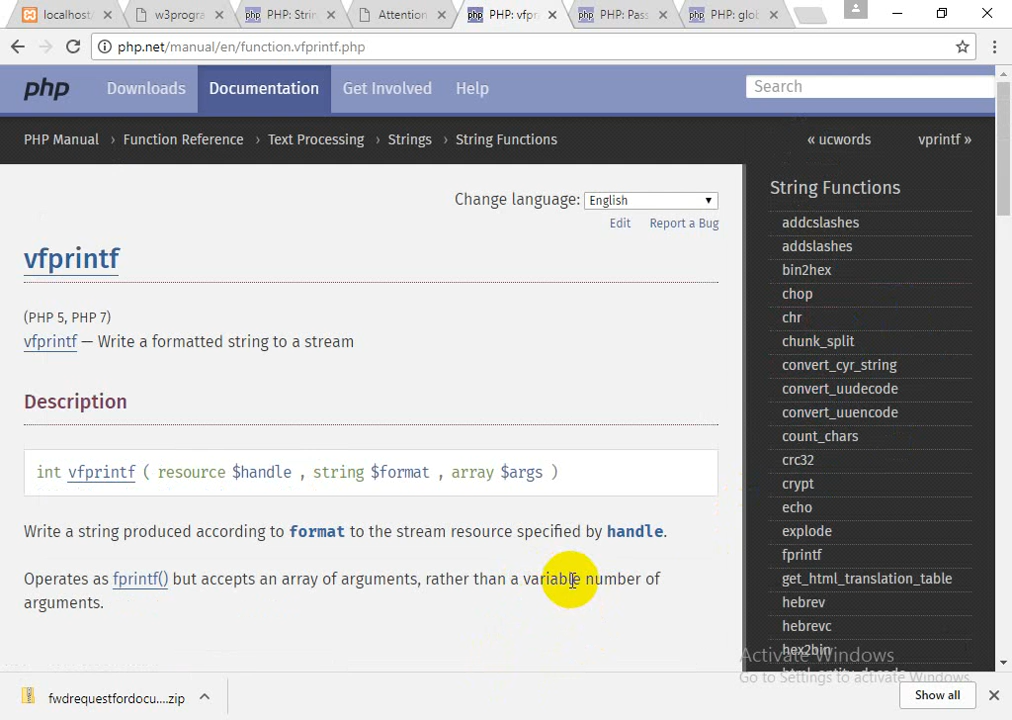 localhost/
w3progra
PHP: Strin
Attention
PHP: vfpr
PHP: Pass
PHP: glob
php.net/manual/en/function.vfprintf.php
php
Downloads
Documentation
Get Involved
Help
Search
PHP Manual › Function Reference › Text Processing › Strings › String Functions
« ucwords
vprintf »
Change language: English
Edit
Report a Bug
vfprintf
(PHP 5, PHP 7)
vfprintf — Write a formatted string to a stream
Description
int vfprintf ( resource $handle , string $format , array $args )
Write a string produced according to format to the stream resource specified by handle.
Operates as fprintf() but accepts an array of arguments, rather than a variable number of
arguments.
String Functions
addcslashes
addslashes
bin2hex
chop
chr
chunk_split
convert_cyr_string
convert_uudecode
convert_uuencode
count_chars
crc32
crypt
echo
explode
fprintf
get_html_translation_table
hebrev
hebrevc
hex2bin
Activate Windows
Go to Settings to activate Windows.
fwdrequestfordocu....zip
Show all